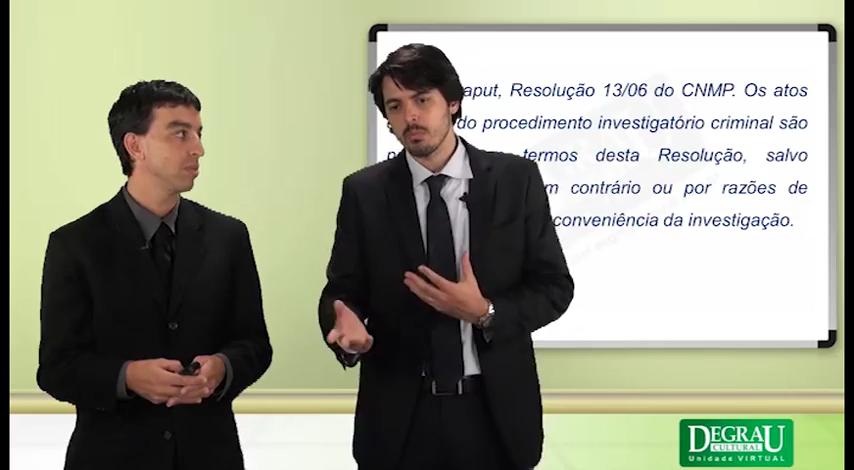 aput, Resolução 13/06 do CNMP. Os atos
do procedimento investigatório criminal são
termos desta Resolução, salvo
contrário ou por razões de
conveniência da investigação.
DEGRAU
CULTURAL
Unidade VIRTUAL